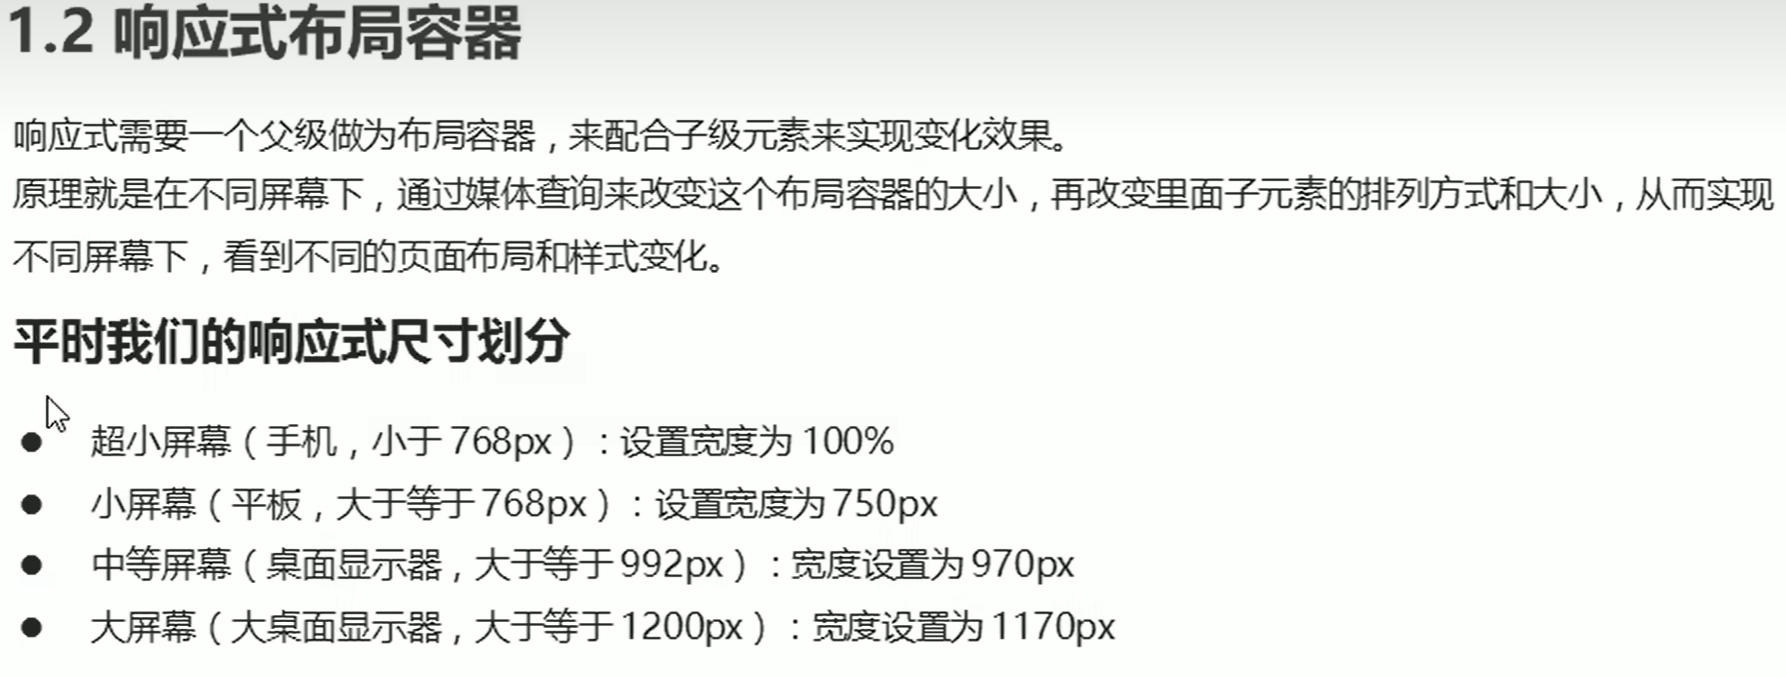 1.2 响应式布局容器
响应式需要一个父级做为布局容器，来配合子级元素来实现变化效果。
原理就是在不同屏幕下，通过媒体查询来改变这个布局容器的大小，再改变里面子元素的排列方式和大小，从而实现
不同屏幕下，看到不同的页面布局和样式变化。
平时我们的响应式尺寸划分
● 超小屏幕（手机，小于 768px）：设置宽度为 100%
● 小屏幕（平板，大于等于 768px）：设置宽度为 750px
● 中等屏幕（桌面显示器，大于等于 992px）：宽度设置为 970px
● 大屏幕（大桌面显示器，大于等于 1200px）：宽度设置为 1170px